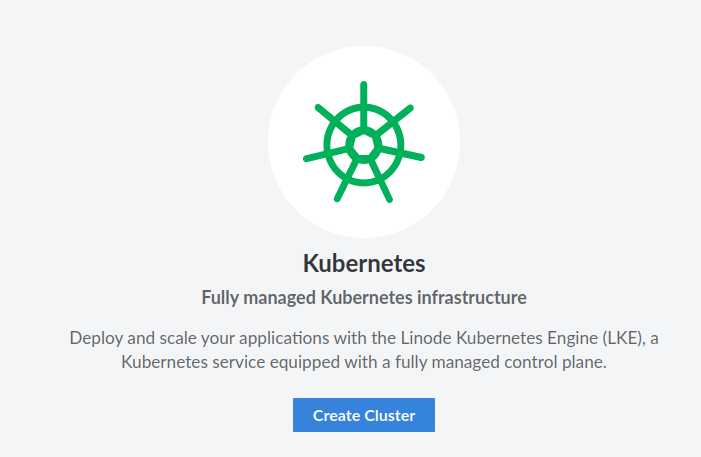 Kubernetes
Fully managed Kubernetes infrastructure
Deploy and scale your applications with the Linode Kubernetes Engine (LKE), a
Kubernetes service equipped with a fully managed control plane.
Create Cluster